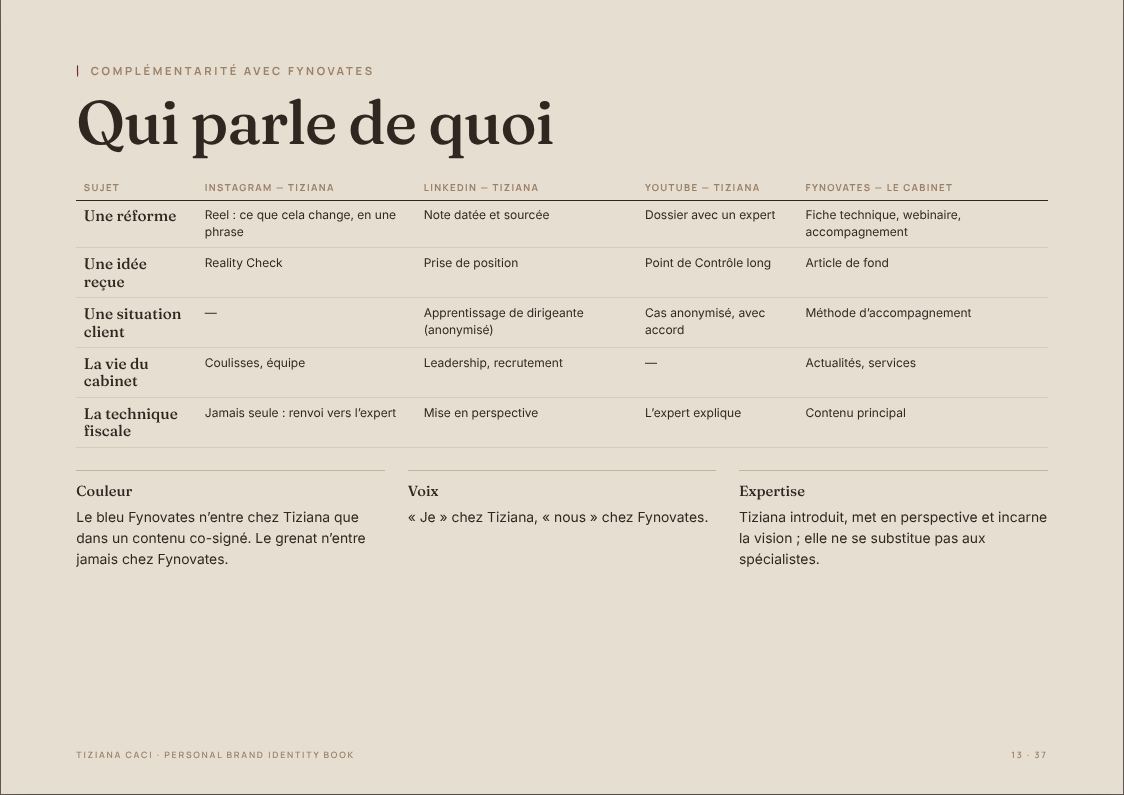 COMPLÉMENTARITÉ AVEC FYNOVATES
Qui parle de quoi
SUJET INSTAGRAM — TIZIANA LINKEDIN — TIZIANA YOUTUBE — TIZIANA FYNOVATES — LE CABINET
Une réforme Reel : ce que cela change, en une phrase Note datée et sourcée Dossier avec un expert Fiche technique, webinaire, accompagnement
Une idée reçue Reality Check Prise de position Point de Contrôle long Article de fond
Une situation client — Apprentissage de dirigeante (anonymisé) Cas anonymisé, avec accord Méthode d’accompagnement
La vie du cabinet Coulisses, équipe Leadership, recrutement — Actualités, services
La technique fiscale Jamais seule : renvoi vers l’expert Mise en perspective L’expert explique Contenu principal
Couleur
Le bleu Fynovates n’entre chez Tiziana que
dans un contenu co-signé. Le grenat n’entre
jamais chez Fynovates.
Voix
« Je » chez Tiziana, « nous » chez Fynovates.
Expertise
Tiziana introduit, met en perspective et incarne
la vision ; elle ne se substitue pas aux
spécialistes.
TIZIANA CACI · PERSONAL BRAND IDENTITY BOOK 13 · 37